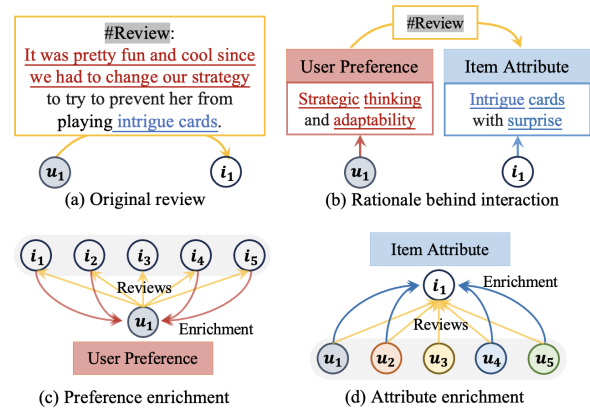 #Review:
It was pretty fun and cool since
we had to change our strategy
to try to prevent her from
playing intrigue cards.
u1
i1
(a) Original review
#Review
User Preference
Item Attribute
Strategic thinking
and adaptability
Intrigue cards
with surprise
u1
i1
(b) Rationale behind interaction
i1 i2 i3 i4 i5
Reviews
u1
Enrichment
User Preference
(c) Preference enrichment
Item Attribute
i1
Enrichment
Reviews
u1 u2 u3 u4 u5
(d) Attribute enrichment